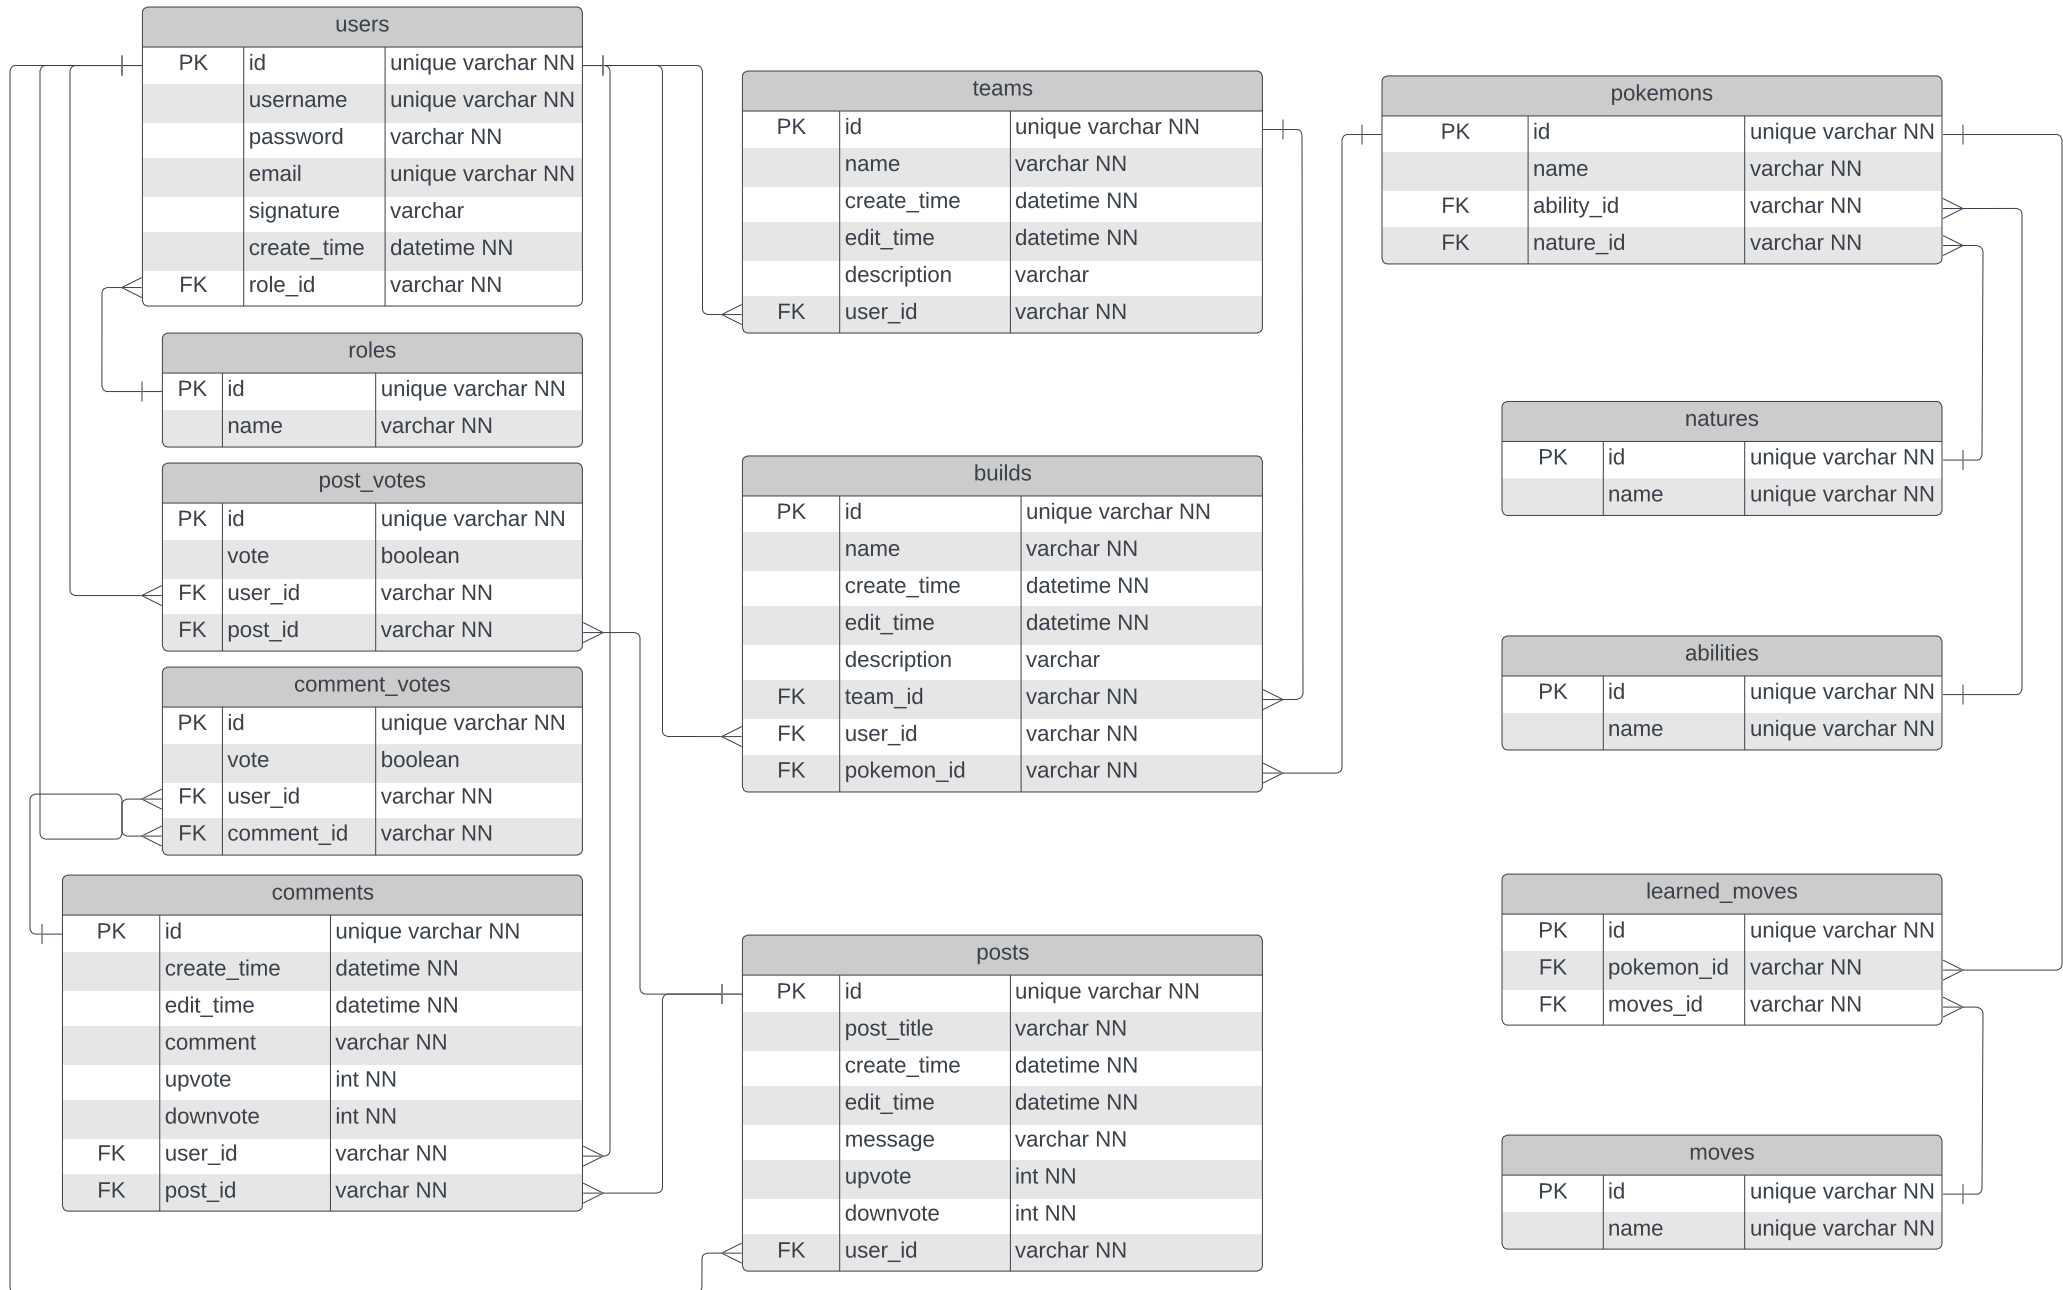 users
PK id unique varchar NN
username unique varchar NN
password varchar NN
email unique varchar NN
signature varchar
create_time datetime NN
FK role_id varchar NN
roles
PK id unique varchar NN
name varchar NN
post_votes
PK id unique varchar NN
vote boolean
FK user_id varchar NN
FK post_id varchar NN
comment_votes
PK id unique varchar NN
vote boolean
FK user_id varchar NN
FK comment_id varchar NN
comments
PK id unique varchar NN
create_time datetime NN
edit_time datetime NN
comment varchar NN
upvote int NN
downvote int NN
FK user_id varchar NN
FK post_id varchar NN
teams
PK id unique varchar NN
name varchar NN
create_time datetime NN
edit_time datetime NN
description varchar
FK user_id varchar NN
builds
PK id unique varchar NN
name varchar NN
create_time datetime NN
edit_time datetime NN
description varchar
FK team_id varchar NN
FK user_id varchar NN
FK pokemon_id varchar NN
posts
PK id unique varchar NN
post_title varchar NN
create_time datetime NN
edit_time datetime NN
message varchar NN
upvote int NN
downvote int NN
FK user_id varchar NN
pokemons
PK id unique varchar NN
name varchar NN
FK ability_id varchar NN
FK nature_id varchar NN
natures
PK id unique varchar NN
name unique varchar NN
abilities
PK id unique varchar NN
name unique varchar NN
learned_moves
PK id unique varchar NN
FK pokemon_id varchar NN
FK moves_id varchar NN
moves
PK id unique varchar NN
name unique varchar NN